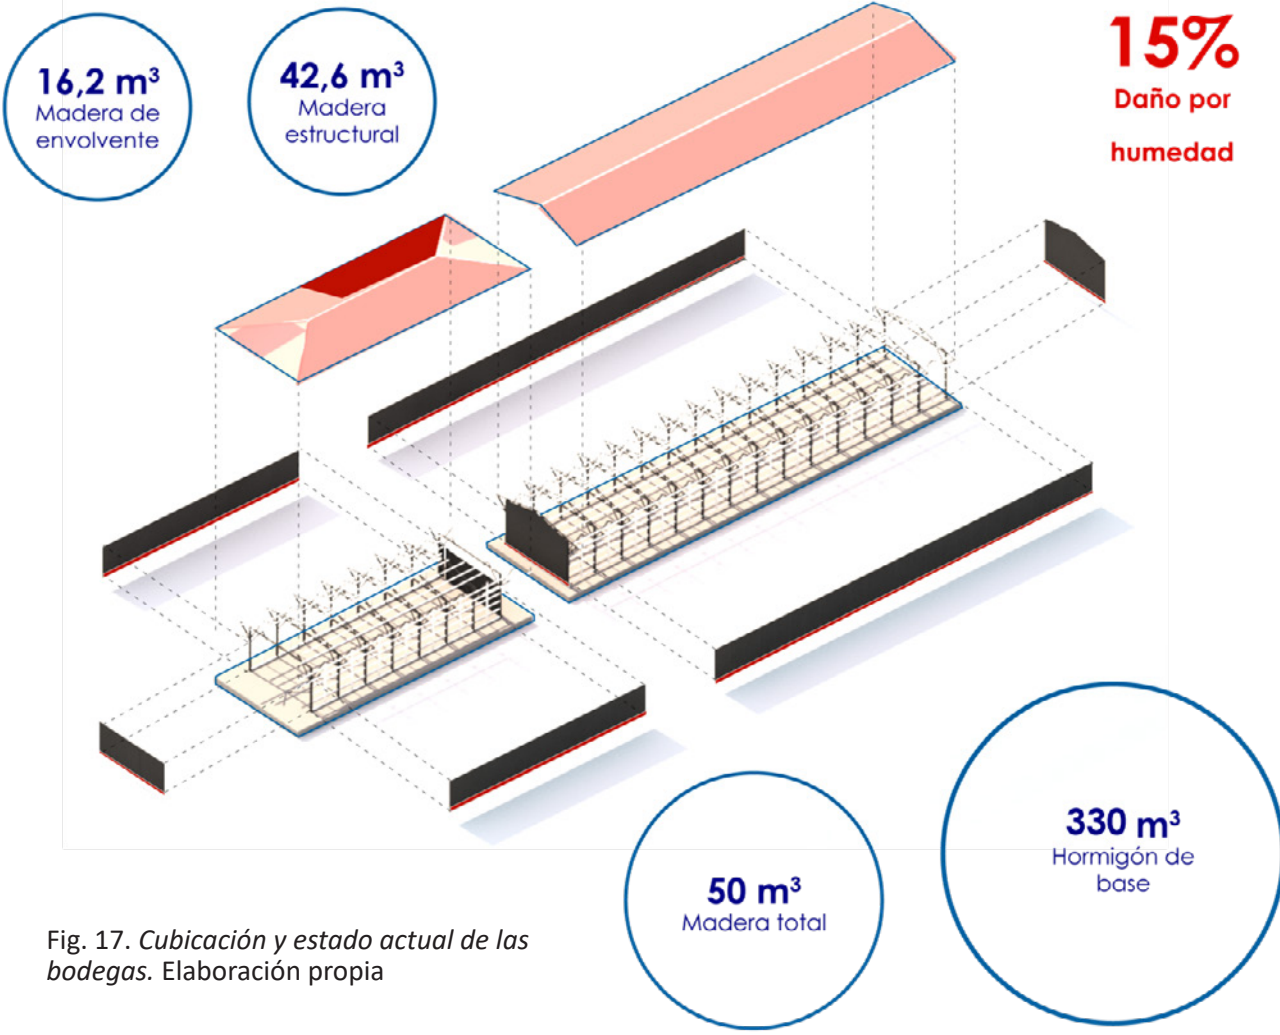 16,2 m³
Madera de
envolvente
42,6 m³
Madera
estructural
15%
Daño por
humedad
50 m³
Madera total
330 m³
Hormigón de
base
Fig. 17. Cubicación y estado actual de las
bodegas. Elaboración propia